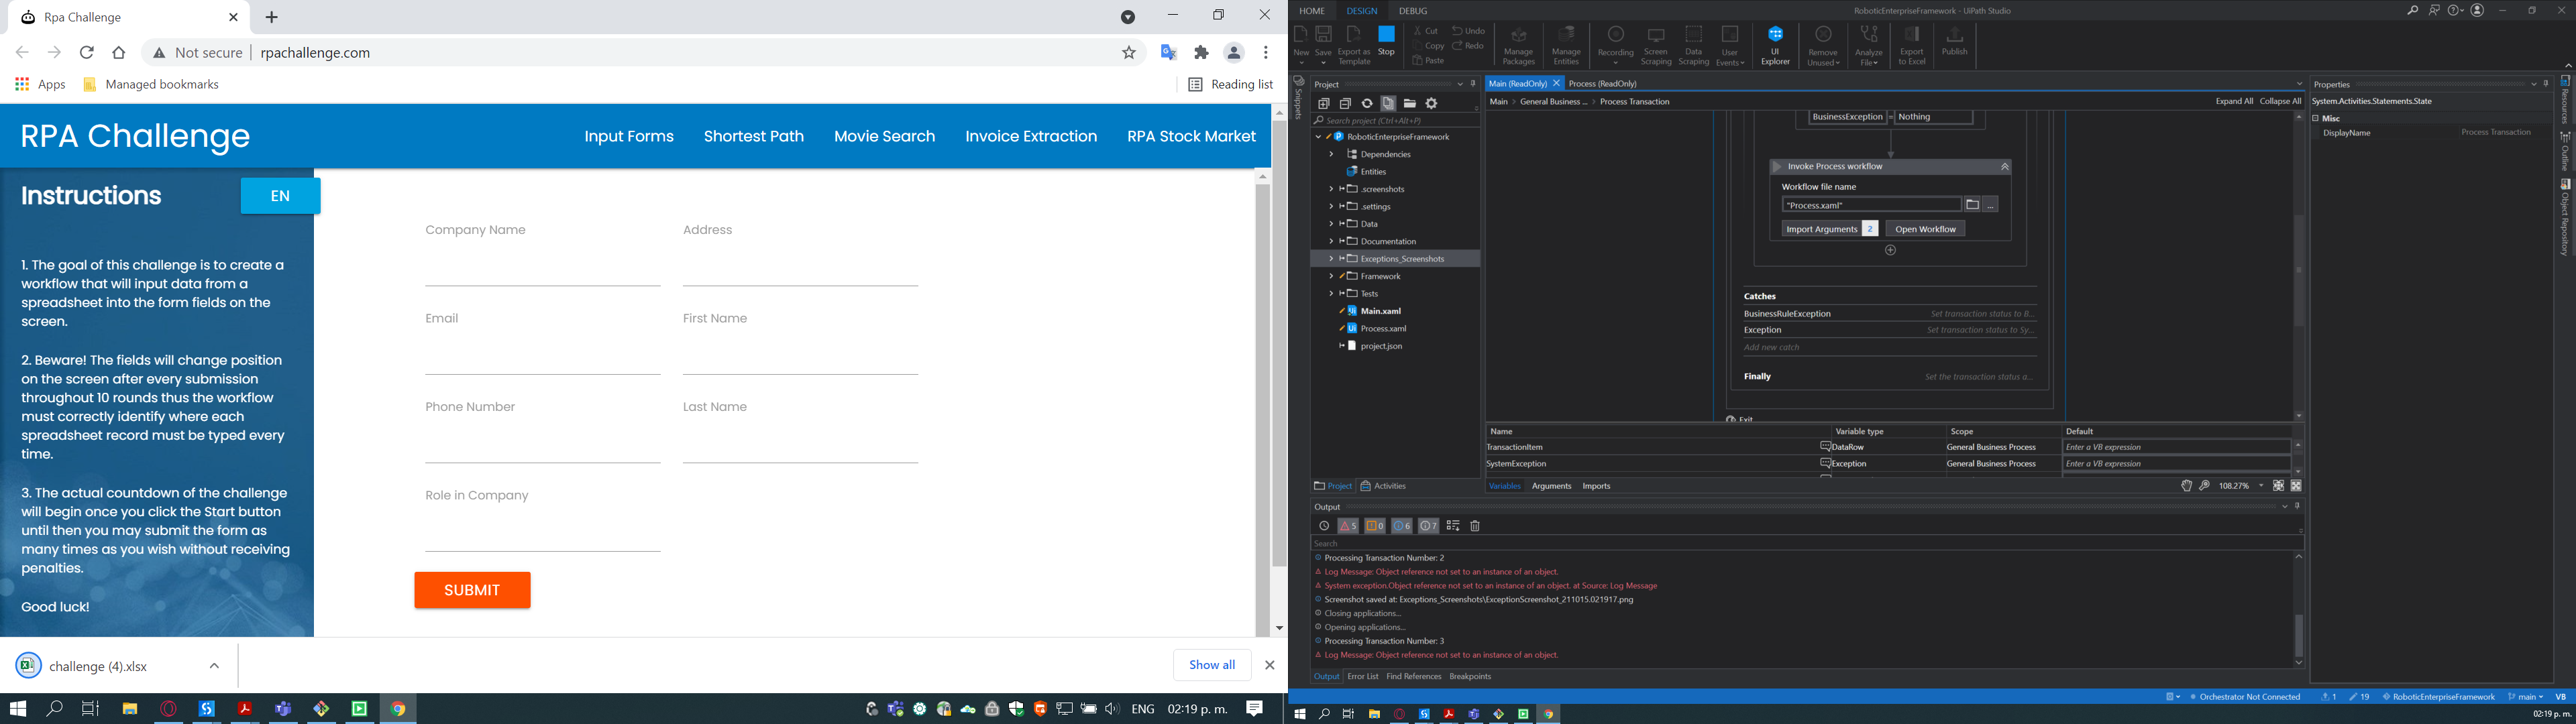 Rpa Challenge
Not secure
rpachallenge.com
Apps
Managed bookmarks
Reading list
RPA Challenge
Input Forms
Shortest Path
Movie Search
Invoice Extraction
RPA Stock Market
Instructions
EN
1. The goal of this challenge is to create a
workflow that will input data from a
spreadsheet into the form fields on the
screen.
2. Beware! The fields will change position
on the screen after every submission
throughout 10 rounds thus the workflow
must correctly identify where each
spreadsheet record must be typed every
time.
3. The actual countdown of the challenge
will begin once you click the Start button
until then you may submit the form as
many times as you wish without receiving
penalties.
Good luck!
Company Name
Address
Email
First Name
Phone Number
Last Name
Role in Company
SUBMIT
challenge (4).xlsx
Show all
ENG
02:19 p. m.
HOME
DESIGN
DEBUG
RoboticEnterpriseFramework - UiPath Studio
New
Save
Export as
Template
Stop
Cut
Copy
Paste
Undo
Redo
Manage
Packages
Manage
Entities
Recording
Screen
Scraping
Data
Scraping
User
Events
UI
Explorer
Remove
Unused
Analyze
File
Export
to Excel
Publish
Snippets
Project
Search project (Ctrl+Alt+P)
RoboticEnterpriseFramework
Dependencies
Entities
.screenshots
.settings
Data
Documentation
Exceptions_Screenshots
Framework
Tests
Main.xaml
Process.xaml
project.json
Project
Activities
Main (ReadOnly)
Process (ReadOnly)
Main > General Business ... > Process Transaction
Expand All
Collapse All
BusinessException = Nothing
Invoke Process workflow
Workflow file name
"Process.xaml"
...
Import Arguments 2
Open Workflow
Catches
BusinessRuleException
Set transaction status to B...
Exception
Set transaction status to Sy...
Add new catch
Finally
Set the transaction status a...
Exit
Name
Variable type
Scope
Default
TransactionItem
DataRow
General Business Process
Enter a VB expression
SystemException
Exception
General Business Process
Enter a VB expression
Variables
Arguments
Imports
108.27%
Output
5
0
6
7
Search
Processing Transaction Number: 2
Log Message: Object reference not set to an instance of an object.
System exception.Object reference not set to an instance of an object. at Source: Log Message
Screenshot saved at: Exceptions_Screenshots\ExceptionScreenshot_211015.021917.png
Closing applications...
Opening applications...
Processing Transaction Number: 3
Log Message: Object reference not set to an instance of an object.
Output
Error List
Find References
Breakpoints
Properties
System.Activities.Statements.State
Misc
DisplayName
Process Transaction
Resources
Outline
Object Repository
Orchestrator Not Connected
1
19
RoboticEnterpriseFramework
main
VB
02:19 p. m.